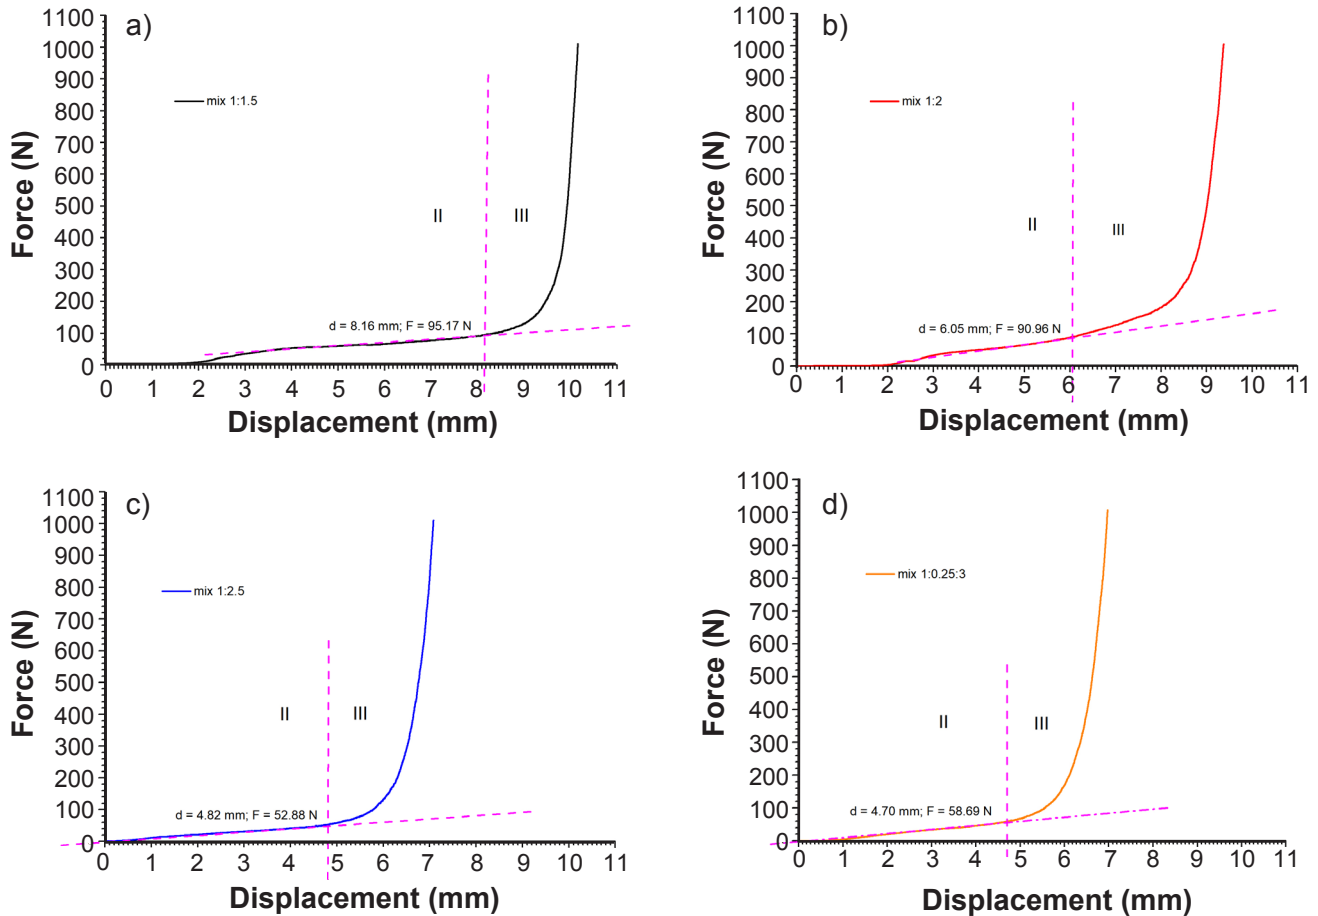 a)
1100
1000
900
800
700
600
500
400
300
200
100
0
Force (N)
mix 1:1.5
II
III
d = 8.16 mm; F = 95.17 N
0 1 2 3 4 5 6 7 8 9 10 11
Displacement (mm)
b)
1100
1000
900
800
700
600
500
400
300
200
100
0
Force (N)
mix 1:2
II
III
d = 6.05 mm; F = 90.96 N
0 1 2 3 4 5 6 7 8 9 10 11
Displacement (mm)
c)
1100
1000
900
800
700
600
500
400
300
200
100
0
Force (N)
mix 1:2.5
II
III
d = 4.82 mm; F = 52.88 N
0 1 2 3 4 5 6 7 8 9 10 11
Displacement (mm)
d)
1100
1000
900
800
700
600
500
400
300
200
100
0
Force (N)
mix 1:0.25:3
II
III
d = 4.70 mm; F = 58.69 N
0 1 2 3 4 5 6 7 8 9 10 11
Displacement (mm)